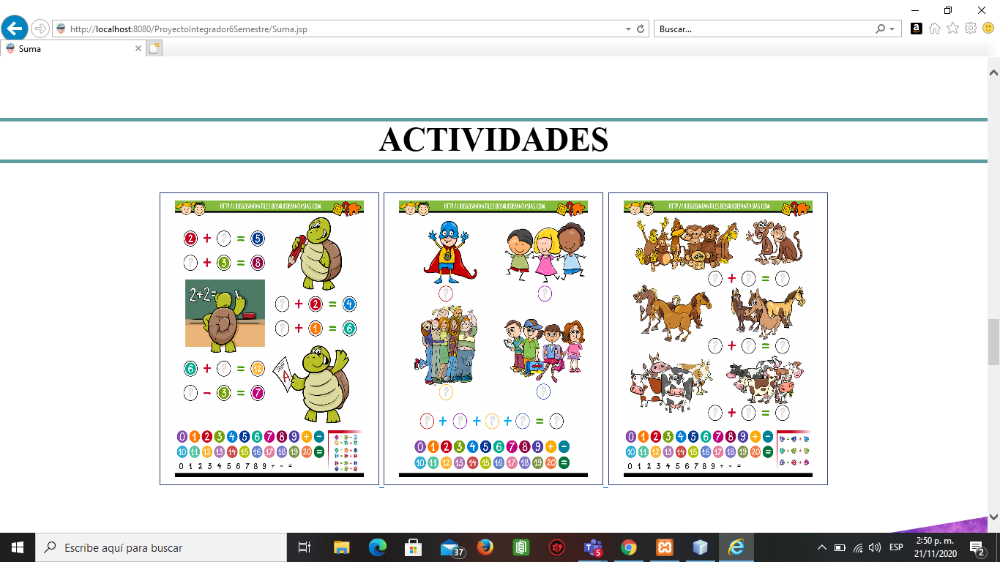 http://localhost:8080/ProyectoIntegrador6Semestre/Suma.jsp
Buscar...
Suma
ACTIVIDADES
HTTP://JUEGOSINFANTILES.BOSQUEDEFANTASIAS.COM
2 + ? = 5
? + 3 = 8
2+2=
? + 2 = 4
? + 1 = 6
6 + ? = 12
A
? - 3 = 7
0 1 2 3 4 5 6 7 8 9 + -
10 11 12 13 14 15 16 17 18 19 20 =
0 1 2 3 4 5 6 7 8 9 + - =
HTTP://JUEGOSINFANTILES.BOSQUEDEFANTASIAS.COM
? ?
? ?
? + ? + ? + ? = ?
0 1 2 3 4 5 6 7 8 9 + -
10 11 12 13 14 15 16 17 18 19 20 =
HTTP://JUEGOSINFANTILES.BOSQUEDEFANTASIAS.COM
? + ? = ?
? + ? = ?
? + ? = ?
0 1 2 3 4 5 6 7 8 9 + -
10 11 12 13 14 15 16 17 18 19 20 =
0 1 2 3 4 5 6 7 8 9 + - =
Escribe aquí para buscar
37
5
ESP
2:50 p. m.
21/11/2020
2